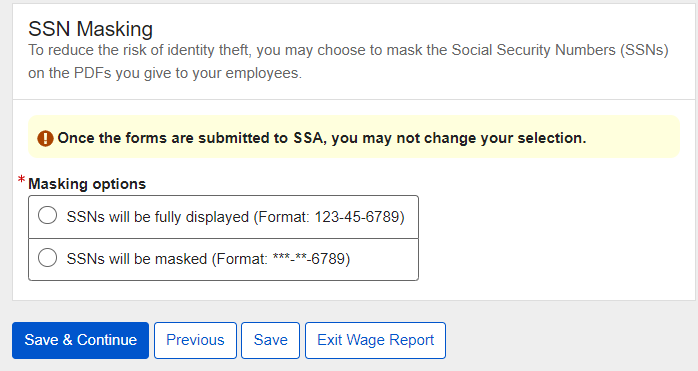 SSN Masking
To reduce the risk of identity theft, you may choose to mask the Social Security Numbers (SSNs)
on the PDFs you give to your employees.
! Once the forms are submitted to SSA, you may not change your selection.
* Masking options
SSNs will be fully displayed (Format: 123-45-6789)
SSNs will be masked (Format: ***-**-6789)
Save & Continue Previous Save Exit Wage Report